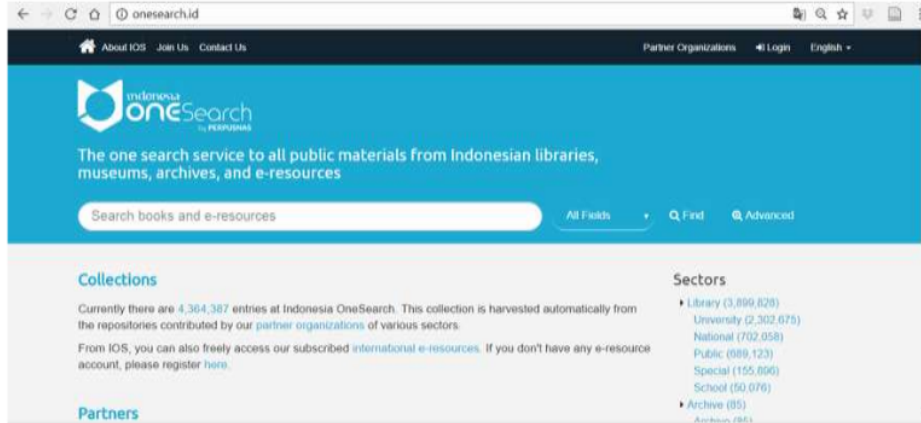 onesearch.id
About IOS Join Us Contact Us
Partner Organizations Login English
indonesia
oneSearch
by PERPUSNAS
The one search service to all public materials from Indonesian libraries,
museums, archives, and e-resources
Search books and e-resources
All Fields Find Advanced
Collections
Currently there are 4,364,387 entries at Indonesia OneSearch. This collection is harvested automatically from
the repositories contributed by our partner organizations of various sectors.
From IOS, you can also freely access our subscribed international e-resources. If you don't have any e-resource
account, please register here.
Partners
Sectors
Library (3,899,828)
University (2,302,675)
National (702,058)
Public (689,123)
Special (155,806)
School (50,076)
Archive (85)
Archive (85)